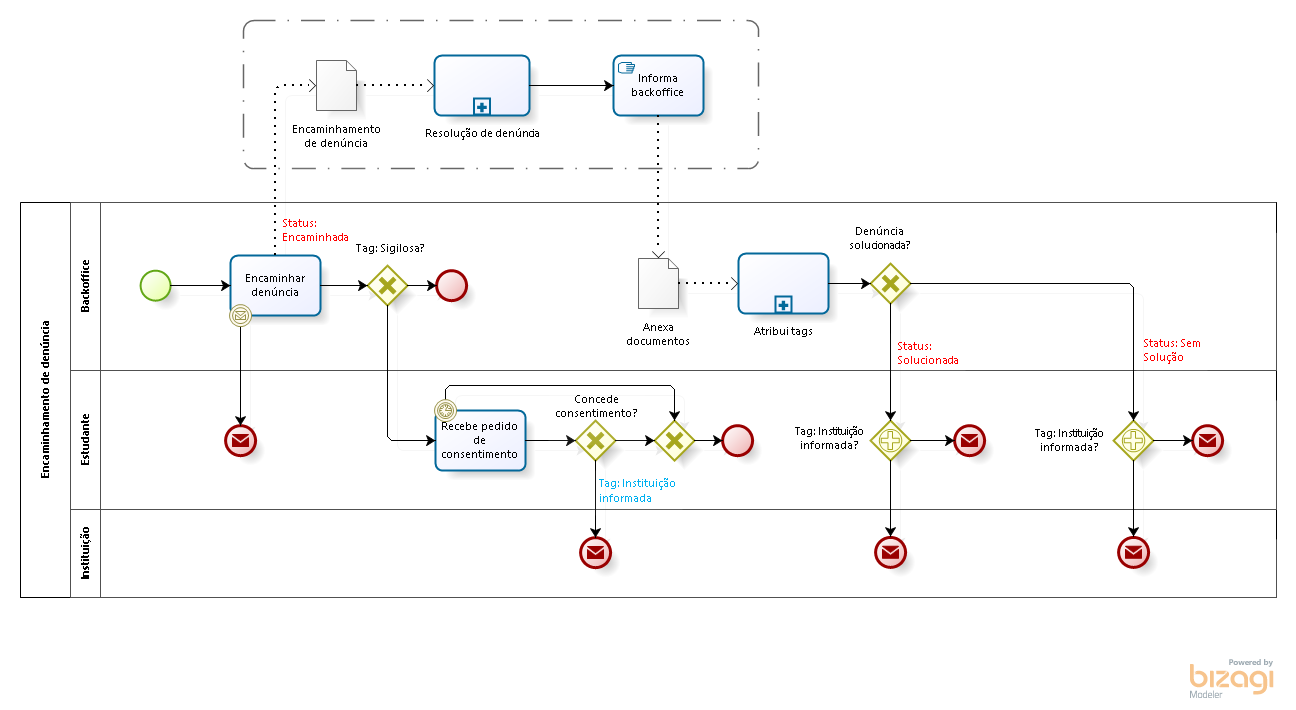 Encaminhamento
de denúncia
Resolução de denúncia
Informa
backoffice
Encaminhamento de denúncia
Backoffice
Status:
Encaminhada
Encaminhar
denúncia
Tag: Sigilosa?
Anexa
documentos
Atribui tags
Denúncia
solucionada?
Status:
Solucionada
Status: Sem
Solução
Estudante
Recebe pedido
de
consentimento
Concede
consentimento?
Tag: Instituição
informada
Tag: Instituição
informada?
Tag: Instituição
informada?
Instituição
Powered by
bizagi
Modeler